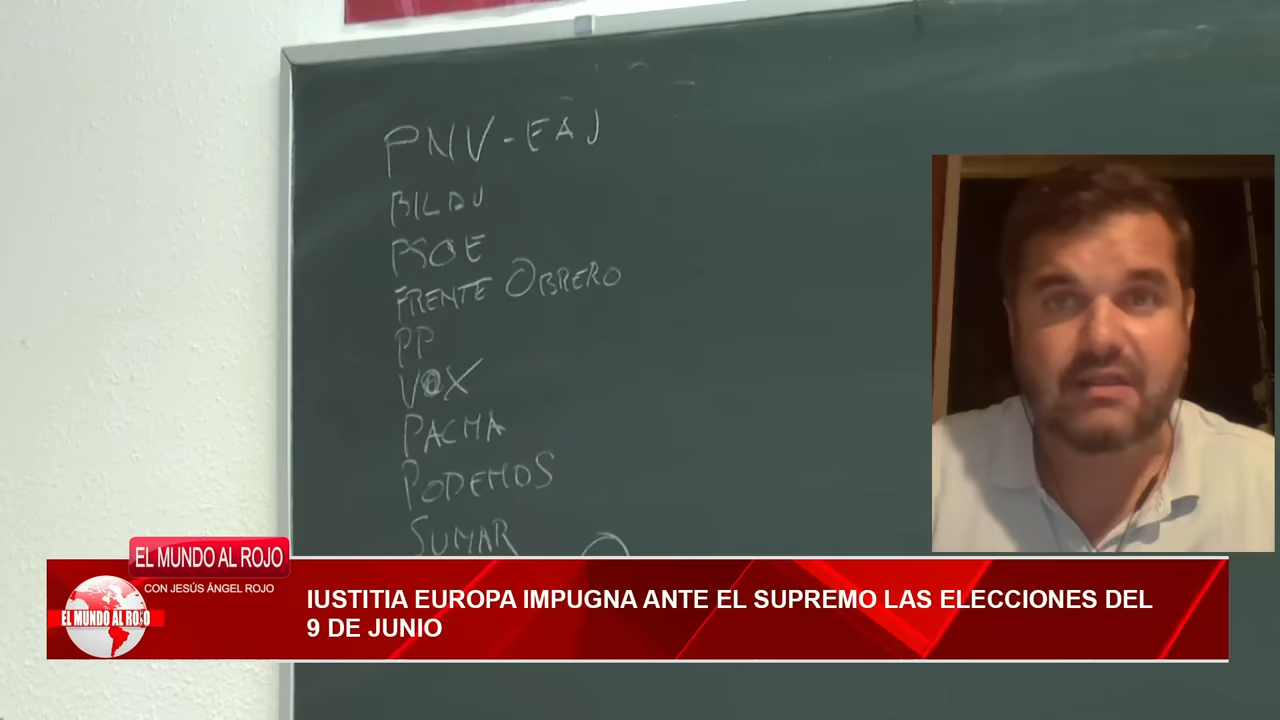 PNV-EAJ
BILDU
PSOE
FRENTE OBRERO
PP
VOX
PACMA
PODEMOS
SUMAR
EL MUNDO AL ROJO
CON JESÚS ÁNGEL ROJO
EL MUNDO AL ROJO
IUSTITIA EUROPA IMPUGNA ANTE EL SUPREMO LAS ELECCIONES DEL
9 DE JUNIO